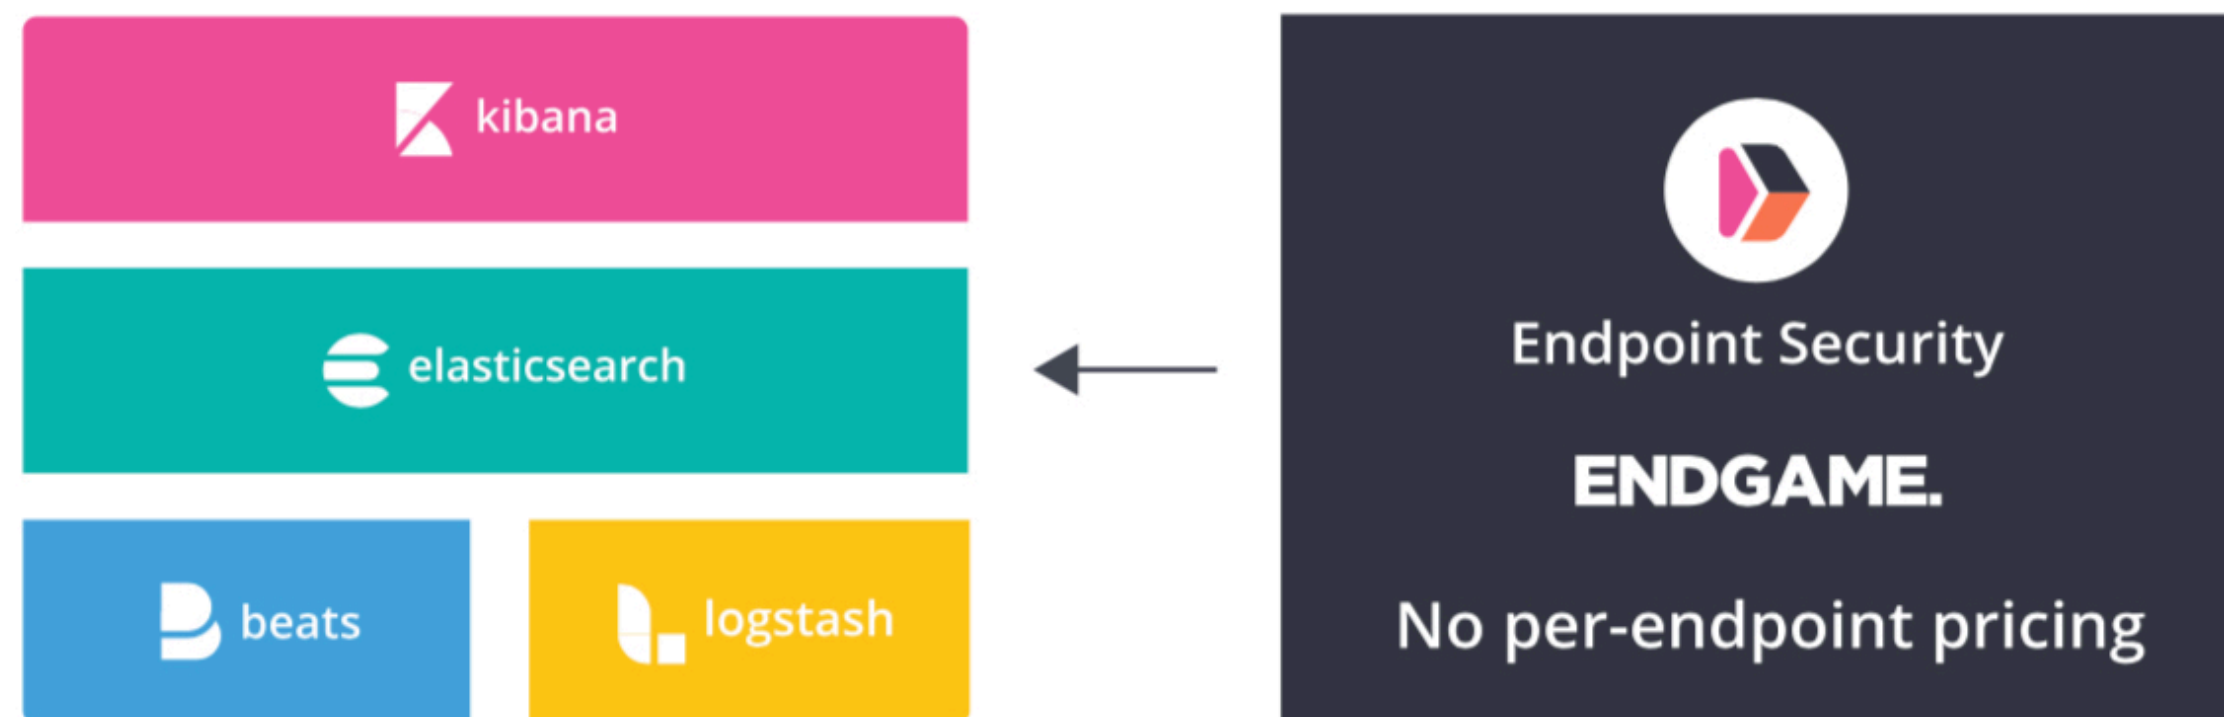 kibana
elasticsearch
beats
logstash
Endpoint Security
ENDGAME.
No per-endpoint pricing